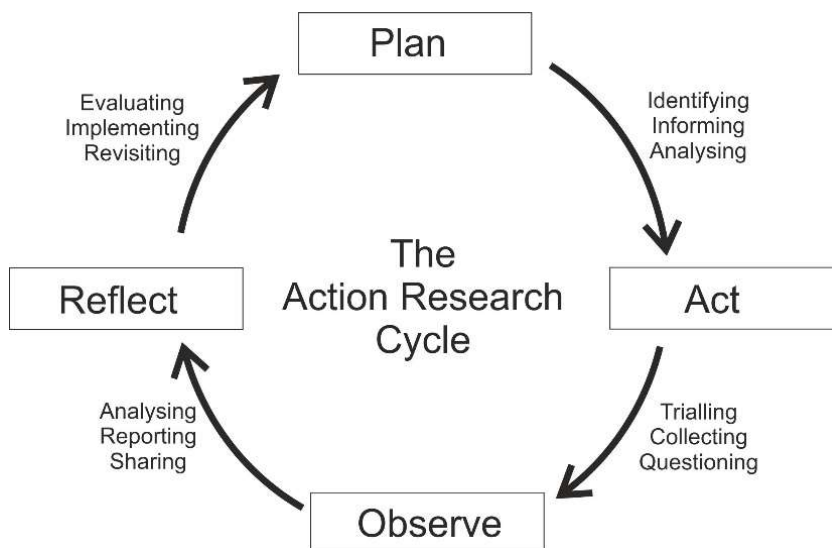 Plan
Identifying
Informing
Analysing
Act
Trialling
Collecting
Questioning
Observe
Analysing
Reporting
Sharing
Reflect
Evaluating
Implementing
Revisiting
The
Action Research
Cycle